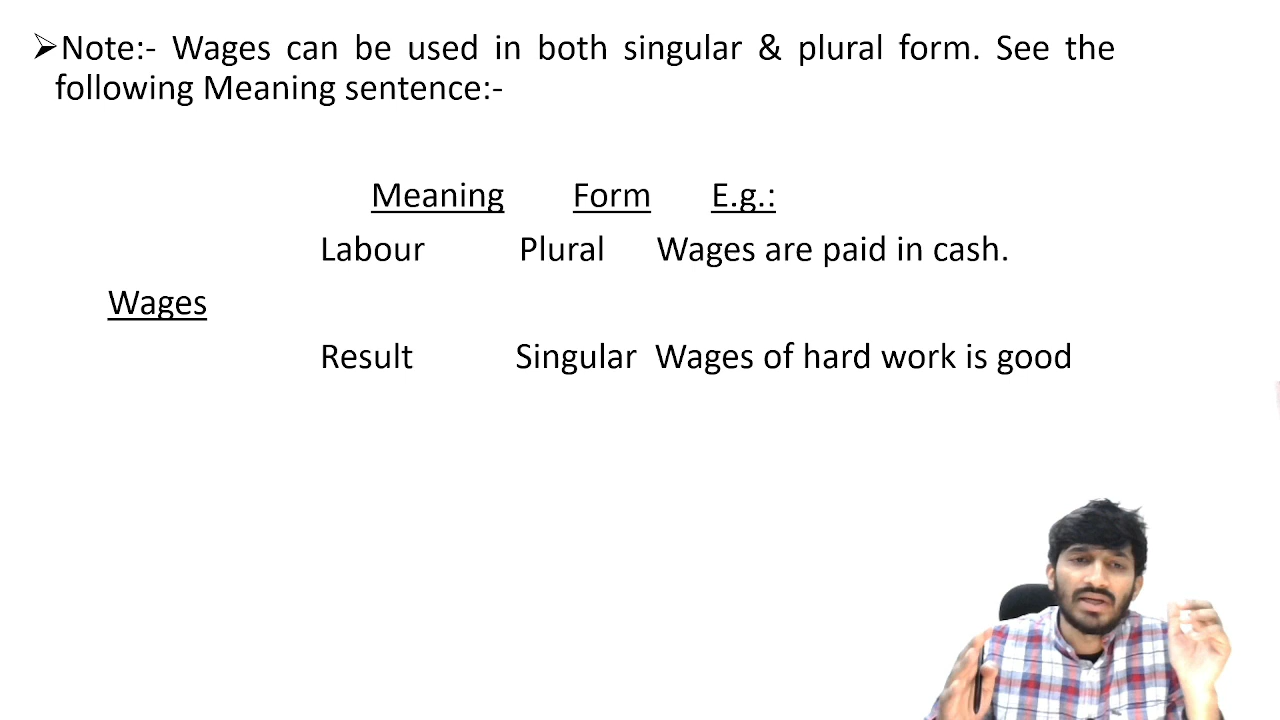 ➢Note:- Wages can be used in both singular & plural form. See the
following Meaning sentence:-
Meaning Form E.g.:
Labour Plural Wages are paid in cash.
Wages
Result Singular Wages of hard work is good